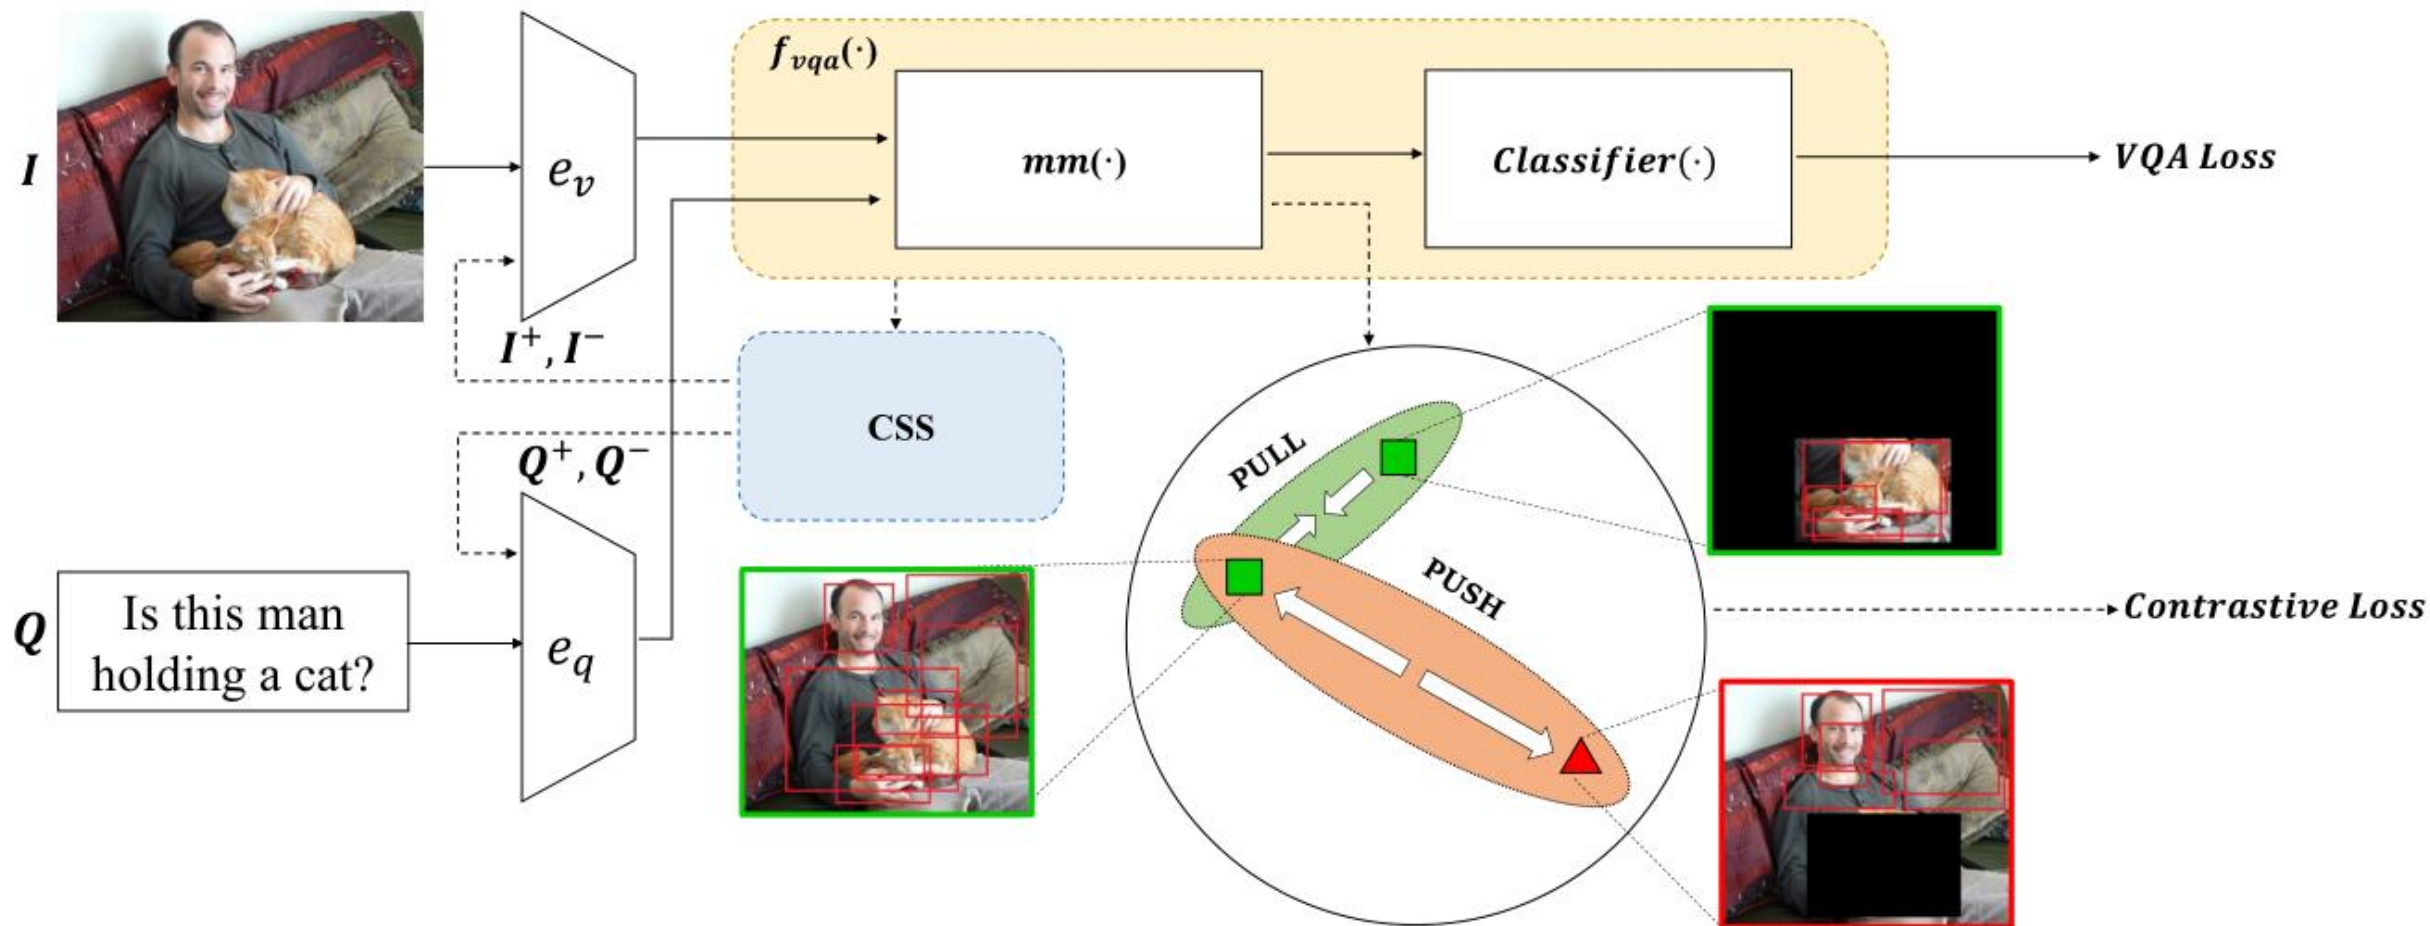 I
e_v
f_vqa(·)
mm(·)
Classifier(·)
VQA Loss
I⁺, I⁻
CSS
Q⁺, Q⁻
Q
Is this man
holding a cat?
e_q
PULL
PUSH
Contrastive Loss